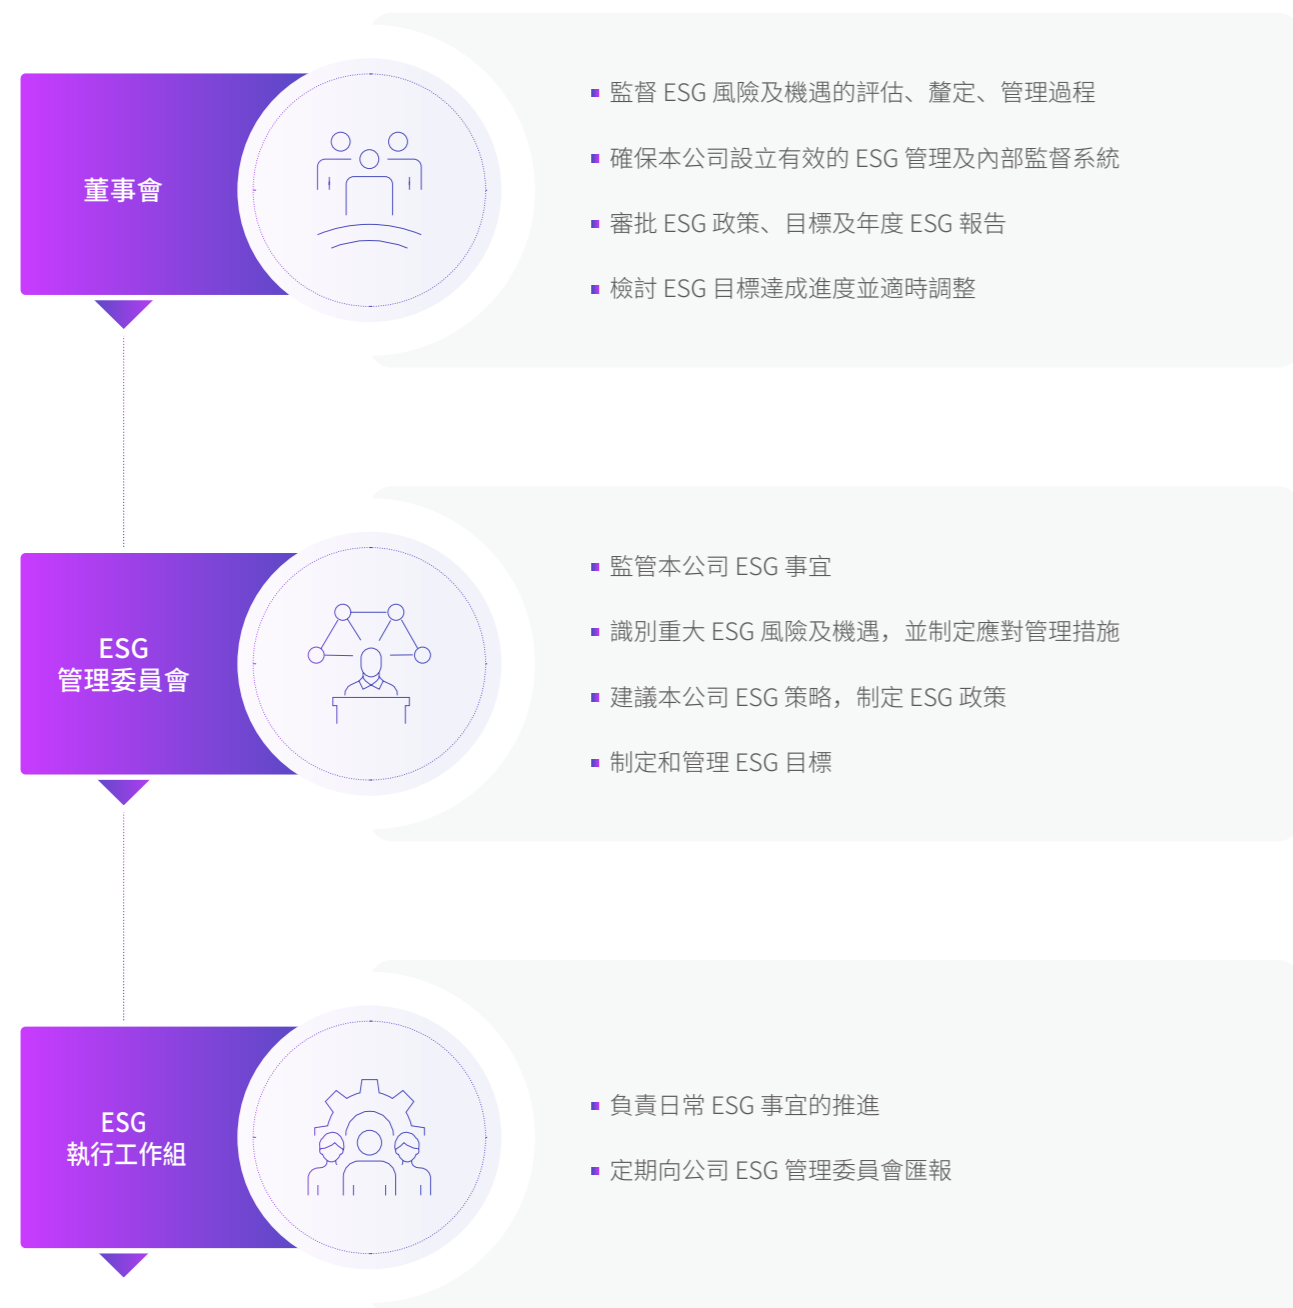 董事會
監督 ESG 風險及機遇的評估、釐定、管理過程
確保本公司設立有效的 ESG 管理及內部監督系統
審批 ESG 政策、目標及年度 ESG 報告
檢討 ESG 目標達成進度並適時調整
ESG
管理委員會
監管本公司 ESG 事宜
識別重大 ESG 風險及機遇，並制定應對管理措施
建議本公司 ESG 策略，制定 ESG 政策
制定和管理 ESG 目標
ESG
執行工作組
負責日常 ESG 事宜的推進
定期向公司 ESG 管理委員會匯報